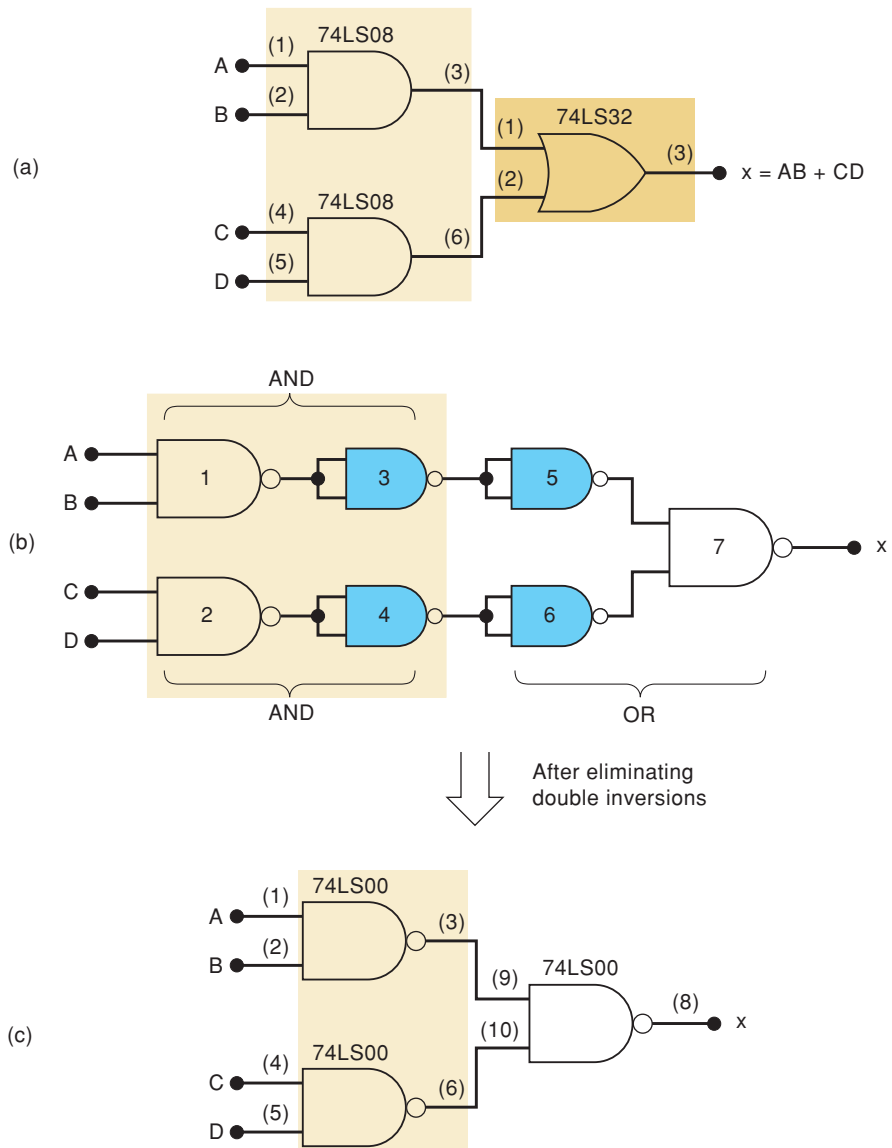 (a)
74LS08
(1)
A
(2)
B
(3)
74LS32
(1)
(2)
(3)
x = AB + CD
74LS08
(4)
C
(5)
D
(6)
(b)
AND
A
B
1
3
5
7
x
C
D
2
4
6
AND
OR
After eliminating
double inversions
(c)
74LS00
(1)
A
(2)
B
(3)
74LS00
(9)
(10)
(8)
x
74LS00
(4)
C
(5)
D
(6)